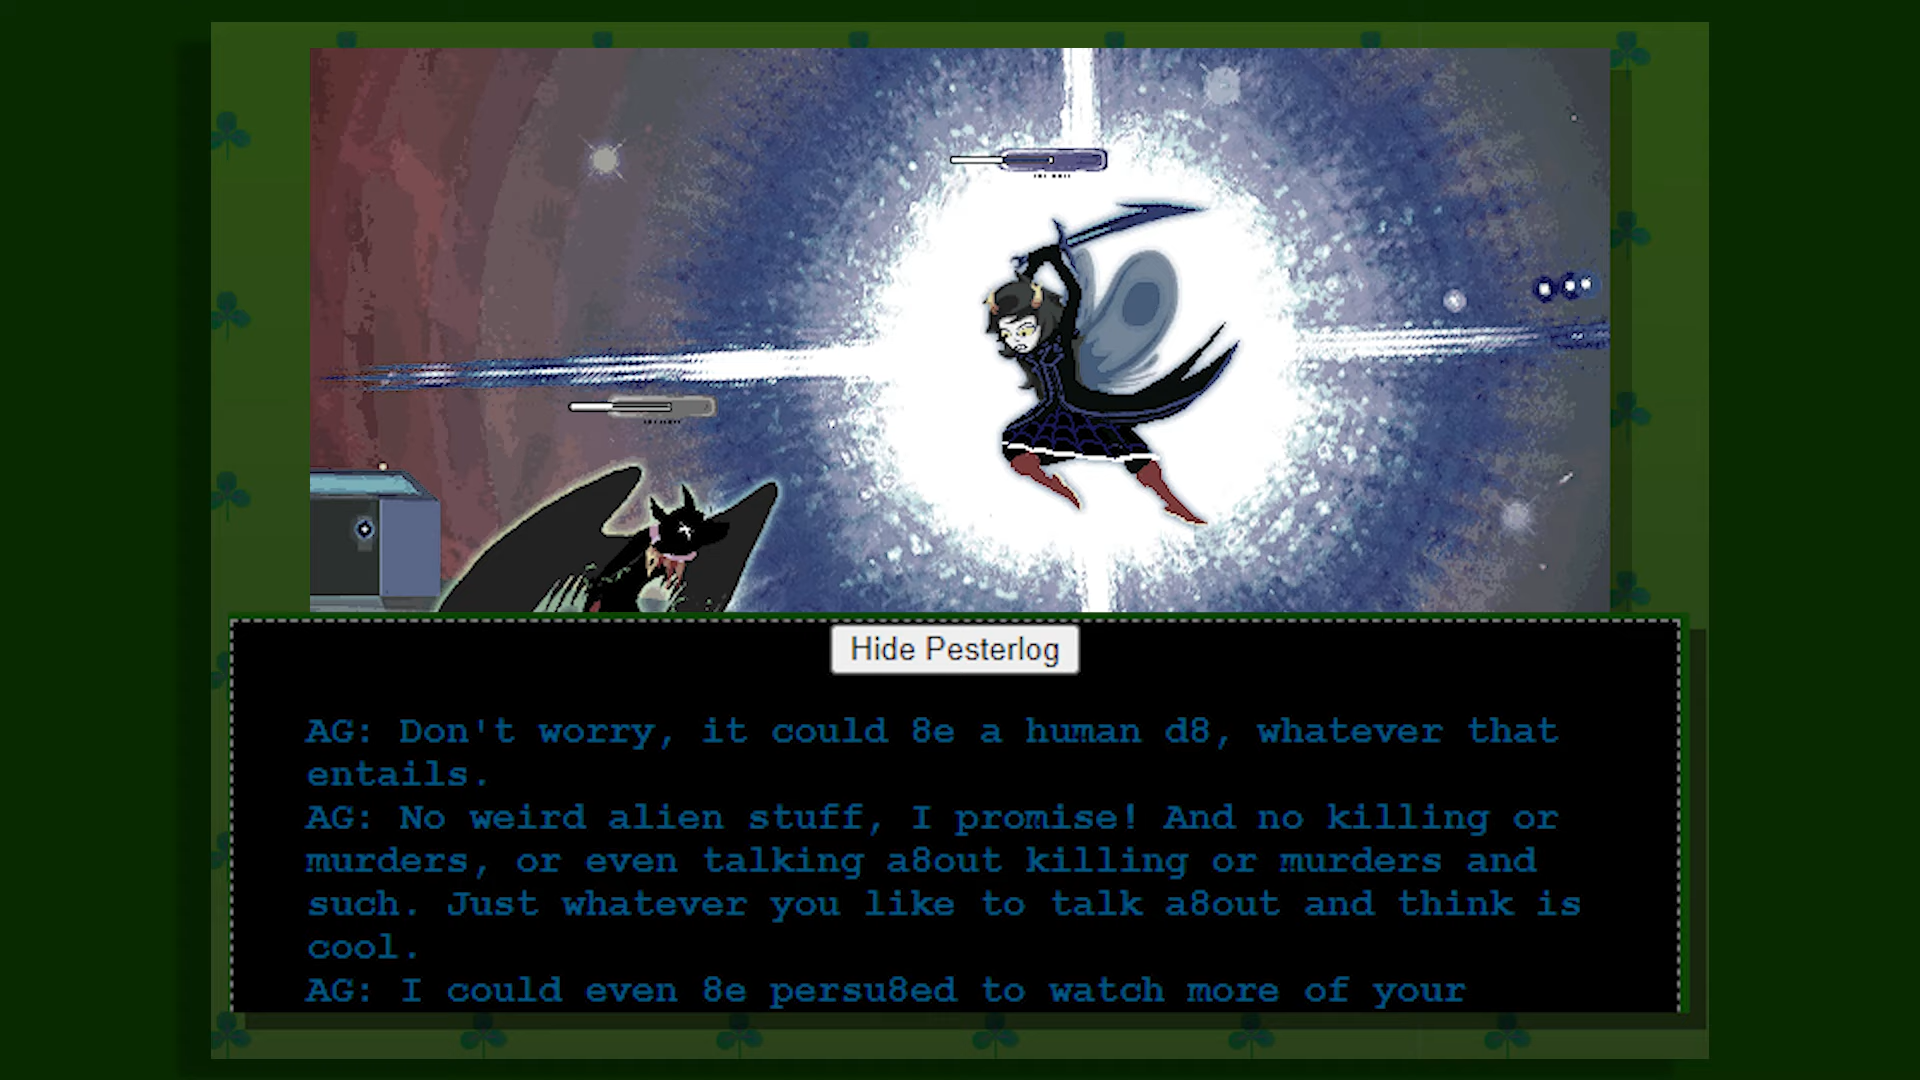 Hide Pesterlog
AG: Don't worry, it could 8e a human d8, whatever that
entails.
AG: No weird alien stuff, I promise! And no killing or
murders, or even talking a8out killing or murders and
such. Just whatever you like to talk a8out and think is
cool.
AG: I could even 8e persu8ed to watch more of your